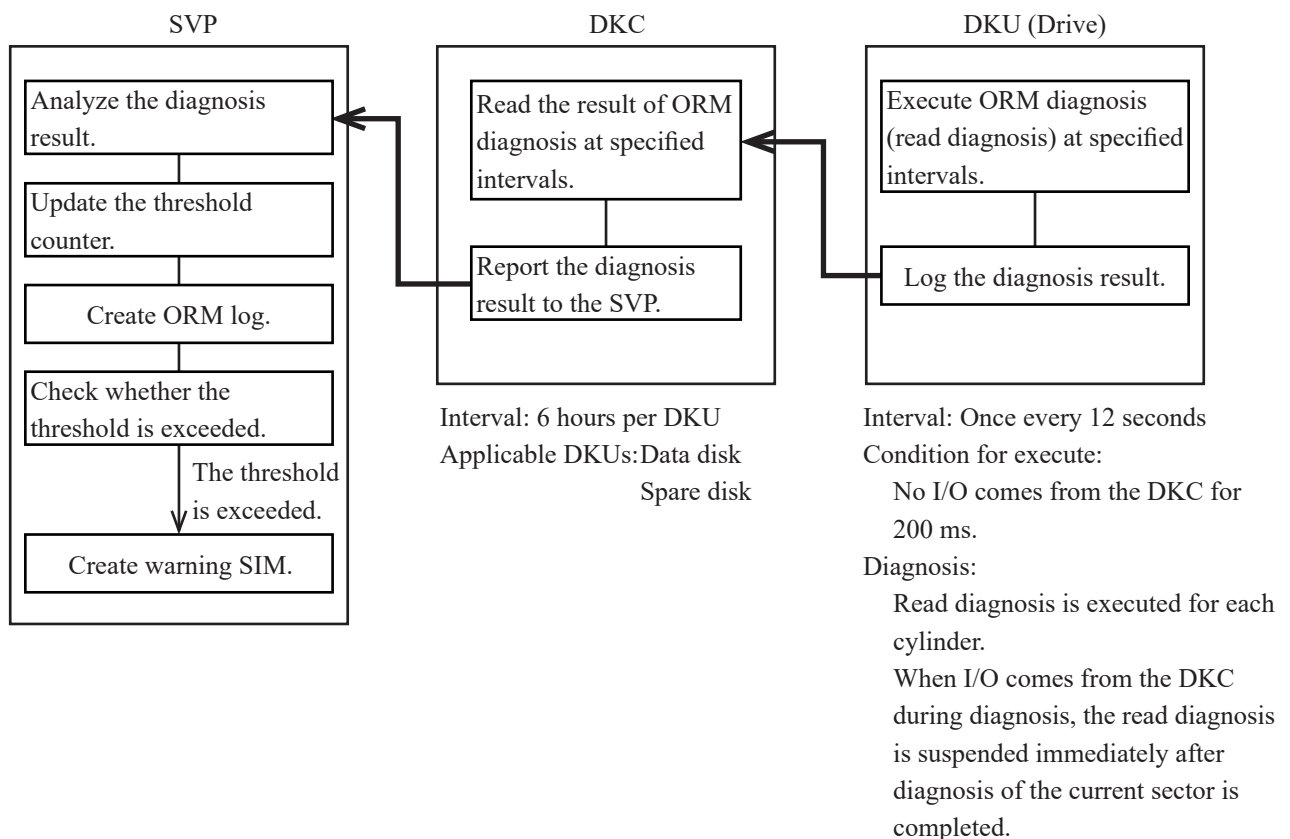 SVP
Analyze the diagnosis
result.
Update the threshold
counter.
Create ORM log.
Check whether the
threshold is exceeded.
The threshold
is exceeded.
Create warning SIM.
DKC
Read the result of ORM
diagnosis at specified
intervals.
Report the diagnosis
result to the SVP.
Interval: 6 hours per DKU
Applicable DKUs:Data disk
Spare disk
DKU (Drive)
Execute ORM diagnosis
(read diagnosis) at specified
intervals.
Log the diagnosis result.
Interval: Once every 12 seconds
Condition for execute:
No I/O comes from the DKC for
200 ms.
Diagnosis:
Read diagnosis is executed for each
cylinder.
When I/O comes from the DKC
during diagnosis, the read diagnosis
is suspended immediately after
diagnosis of the current sector is
completed.